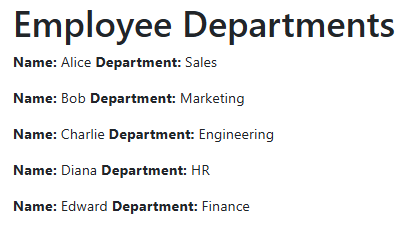 Employee Departments
Name: Alice Department: Sales
Name: Bob Department: Marketing
Name: Charlie Department: Engineering
Name: Diana Department: HR
Name: Edward Department: Finance